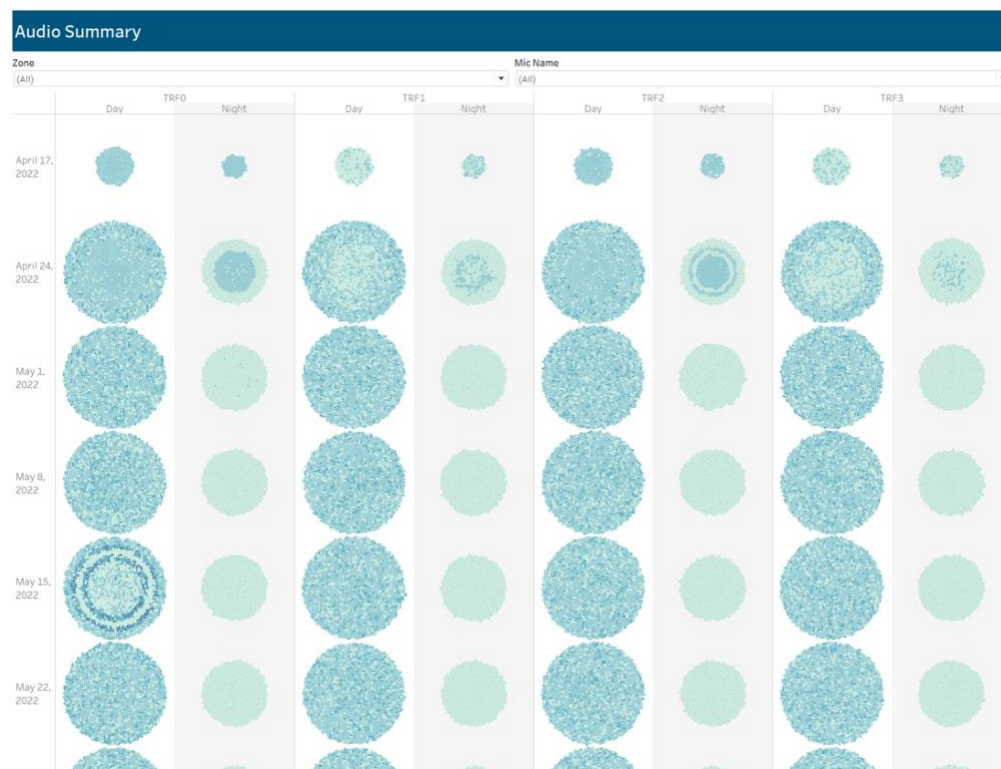 Audio Summary
Zone Mic Name
(All) (All)
TRF0 TRF1 TRF2 TRF3
Day Night Day Night Day Night Day Night
April 17,
2022
April 24,
2022
May 1,
2022
May 8,
2022
May 15,
2022
May 22,
2022